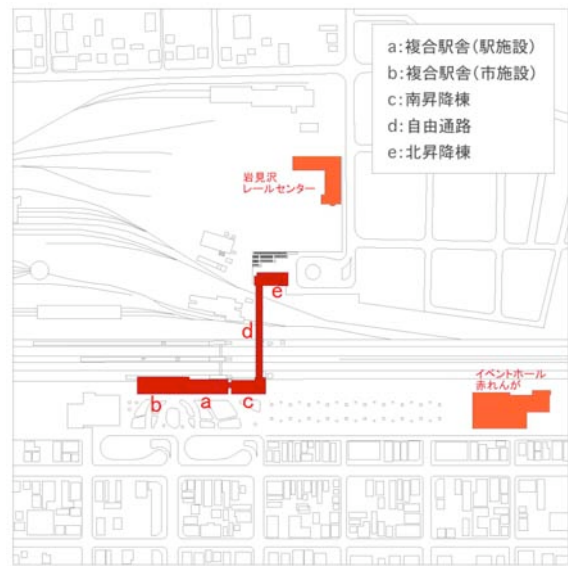 a:複合駅舎(駅施設)
b:複合駅舎(市施設)
c:南昇降棟
d:自由通路
e:北昇降棟
岩見沢
レールセンター
e
d
イベントホール
赤れんが
b
a
c